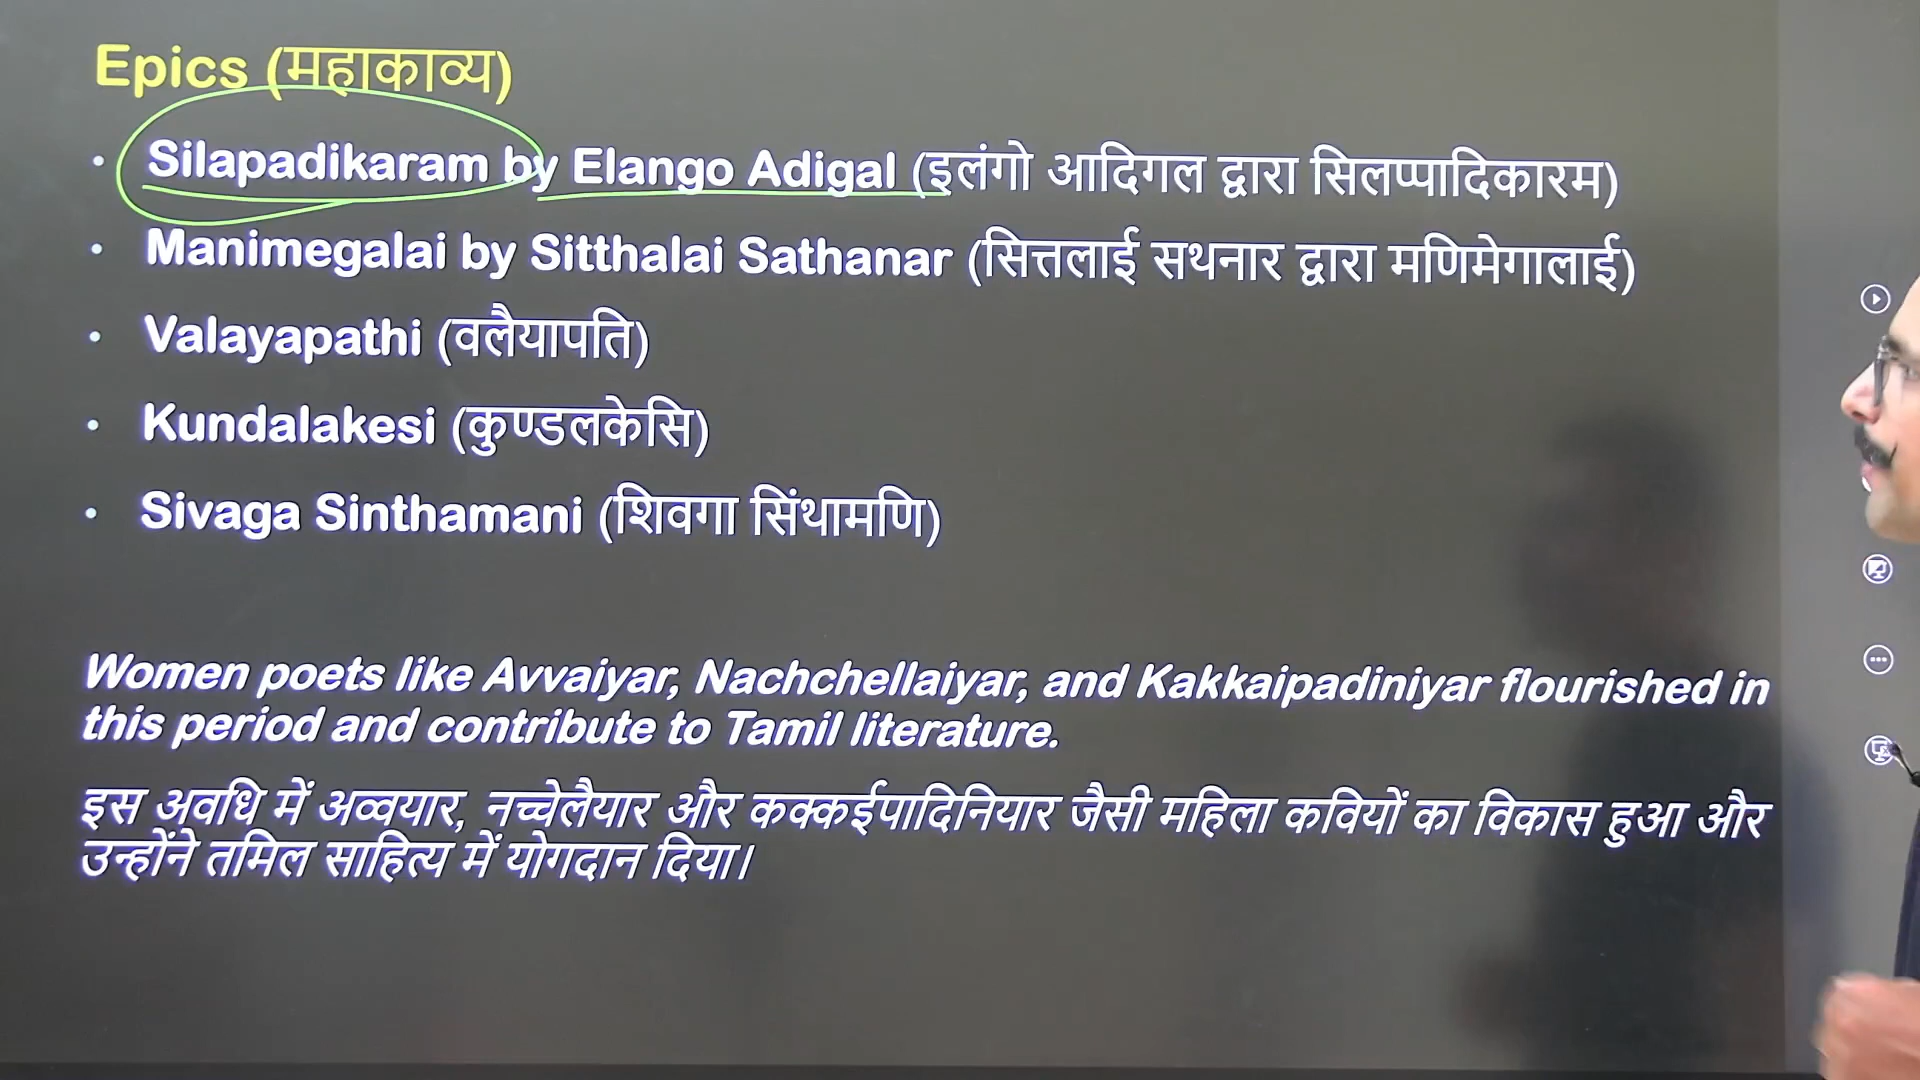 Epics (महाकाव्य)
• Silapadikaram by Elango Adigal (इलंगो आदिगल द्वारा सिलप्पादिकारम)
• Manimegalai by Sitthalai Sathanar (सित्तलाई सथनार द्वारा मणिमेगालाई)
• Valayapathi (वलैयापति)
• Kundalakesi (कुण्डलकेसि)
• Sivaga Sinthamani (शिवगा सिंथामणि)
Women poets like Avvaiyar, Nachchellaiyar, and Kakkaipadiniyar flourished in
this period and contribute to Tamil literature.
इस अवधि में अव्वयार, नच्चेलैयार और कक्कईपादिनियार जैसी महिला कवियों का विकास हुआ और
उन्होंने तमिल साहित्य में योगदान दिया।